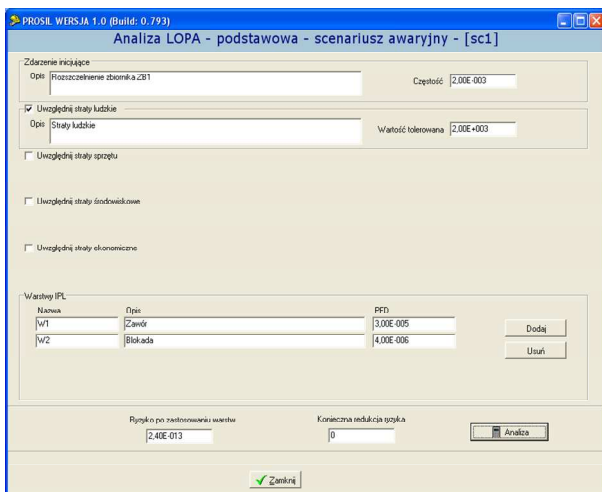 PROSIL WERSJA 1.0 (Build: 0.793)
Analiza LOPA - podstawowa - scenariusz awaryjny - [sc1]
Zdarzenie inicjujące
Opis Rozszczelnienie zbiornika ZB1 Częstość 2,00E-003
Uwzględnij straty ludzkie
Opis Straty ludzkie Wartość tolerowana 2,00E+003
Uwzględnij straty sprzętu
Uwzględnij straty środowiskowe
Uwzględnij straty ekonomiczne
Warstwy IPL
Nazwa Opis PFD
W1 Zawór 3,00E-005 Dodaj
W2 Blokada 4,00E-006 Usuń
Ryzyko po zastosowaniu warstw Konieczna redukcja ryzyka
2,40E-013 0 Analiza
Zamknij